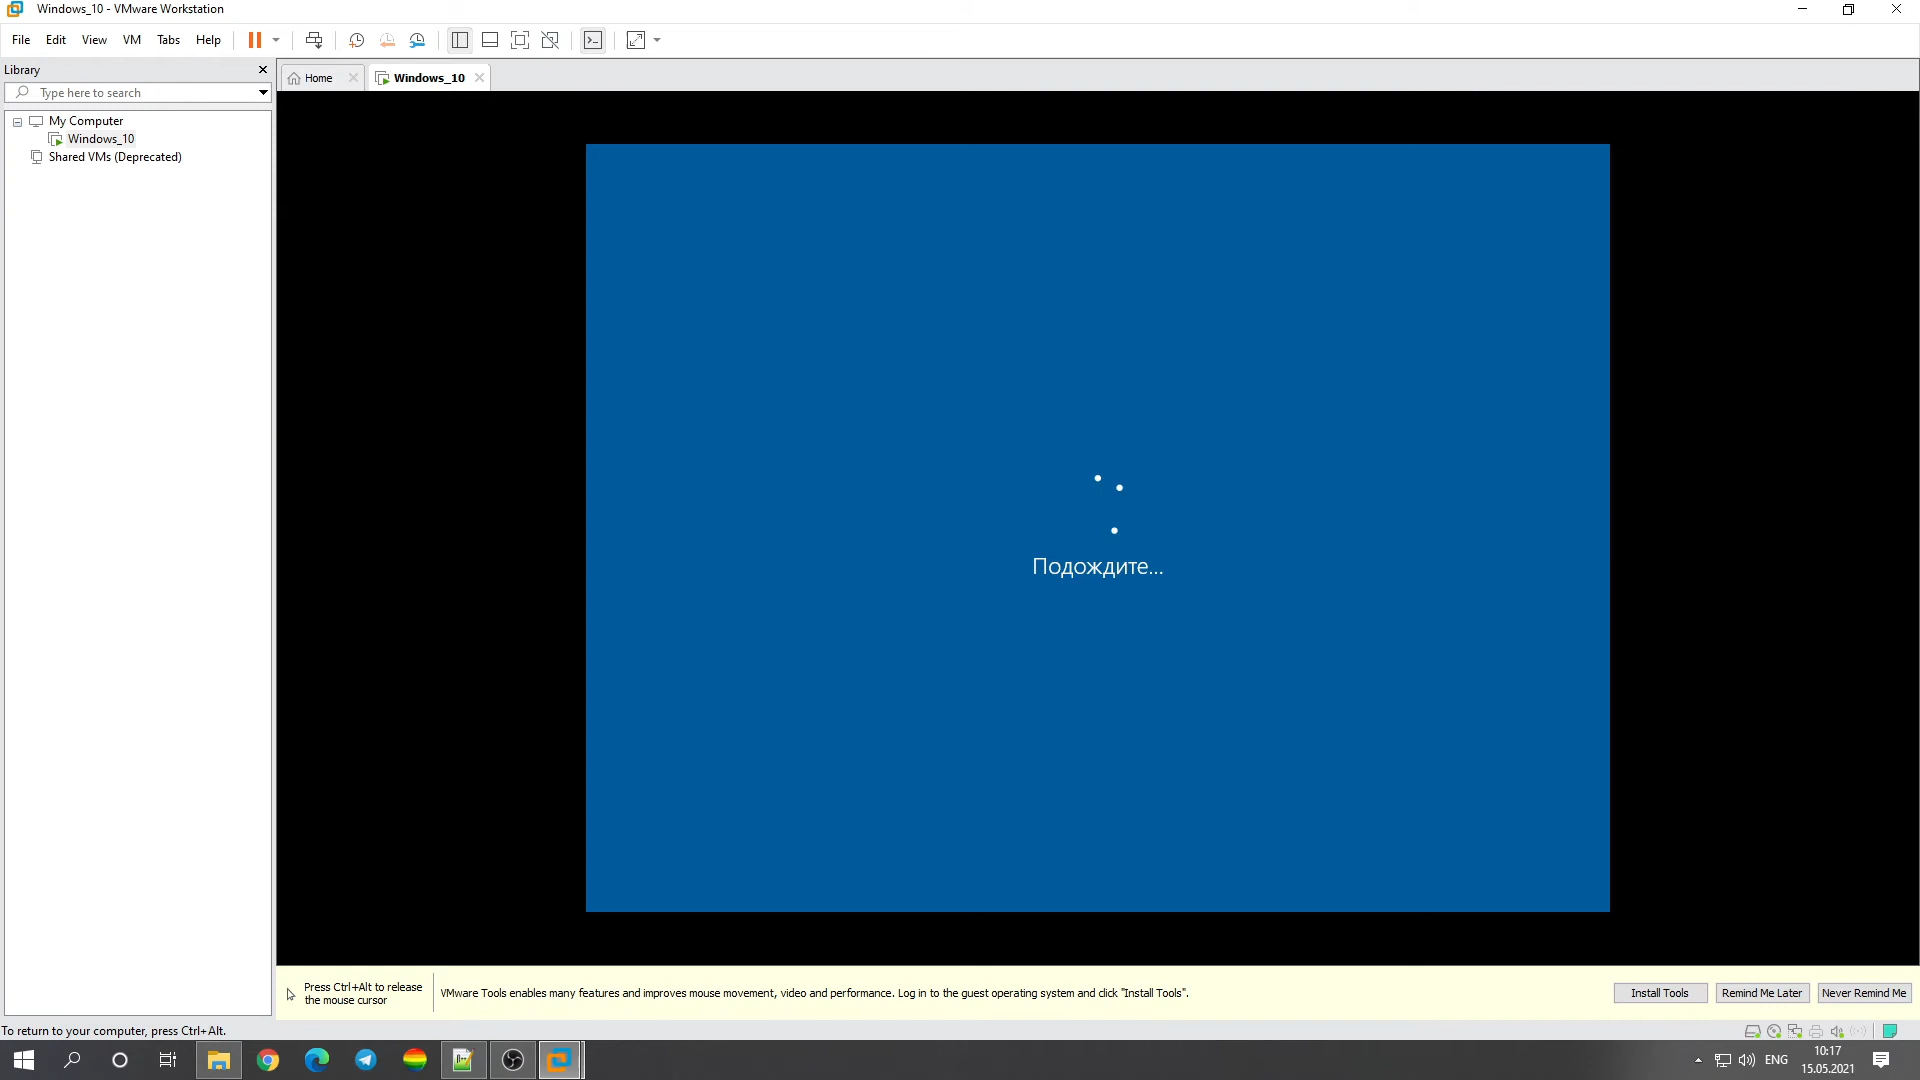 Windows_10 - VMware Workstation
File Edit View VM Tabs Help
Library
Type here to search
My Computer
Windows_10
Shared VMs (Deprecated)
Home
Windows_10
Подождите...
Press Ctrl+Alt to release
the mouse cursor
VMware Tools enables many features and improves mouse movement, video and performance. Log in to the guest operating system and click "Install Tools".
Install Tools
Remind Me Later
Never Remind Me
To return to your computer, press Ctrl+Alt.
ENG
10:17
15.05.2021